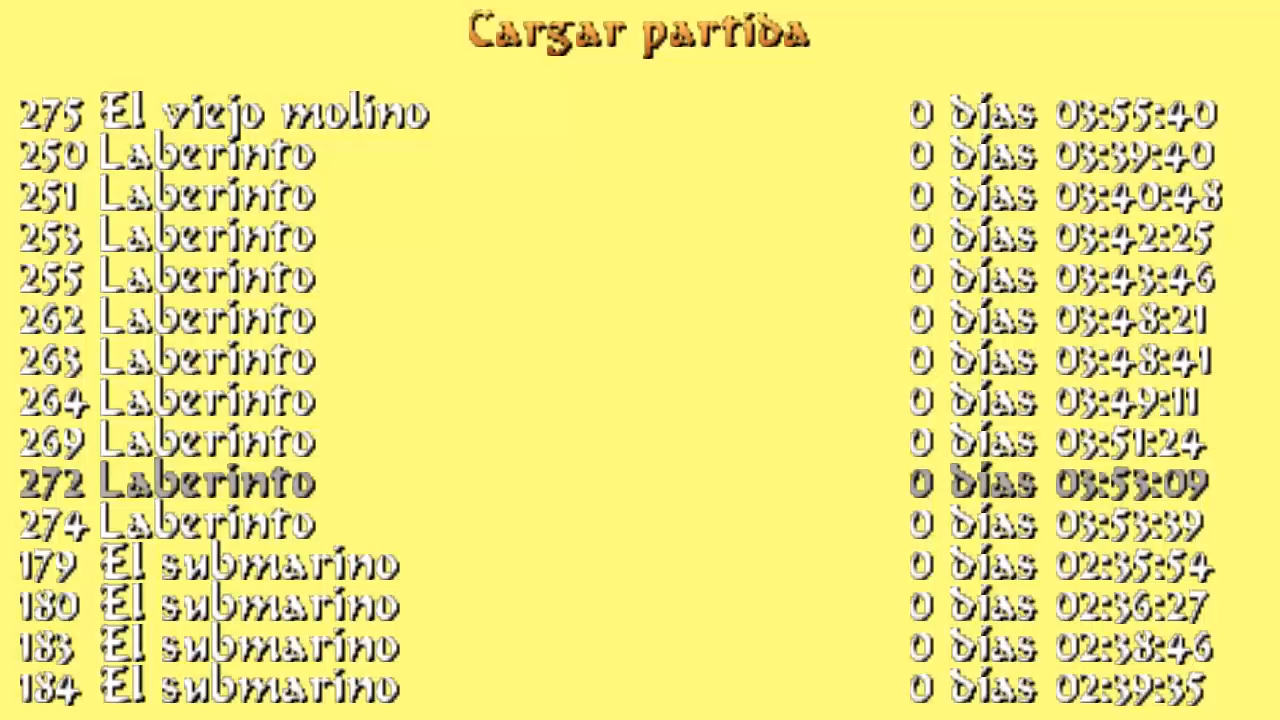 Cargar partida
275 El viejo molino 0 días 03:55:40
250 Laberinto 0 días 03:39:40
251 Laberinto 0 días 03:40:48
253 Laberinto 0 días 03:42:25
255 Laberinto 0 días 03:43:46
262 Laberinto 0 días 03:48:21
263 Laberinto 0 días 03:48:41
264 Laberinto 0 días 03:49:11
269 Laberinto 0 días 03:51:24
272 Laberinto 0 días 03:53:09
274 Laberinto 0 días 03:53:39
179 El submarino 0 días 02:35:54
180 El submarino 0 días 02:36:27
183 El submarino 0 días 02:38:46
184 El submarino 0 días 02:39:35